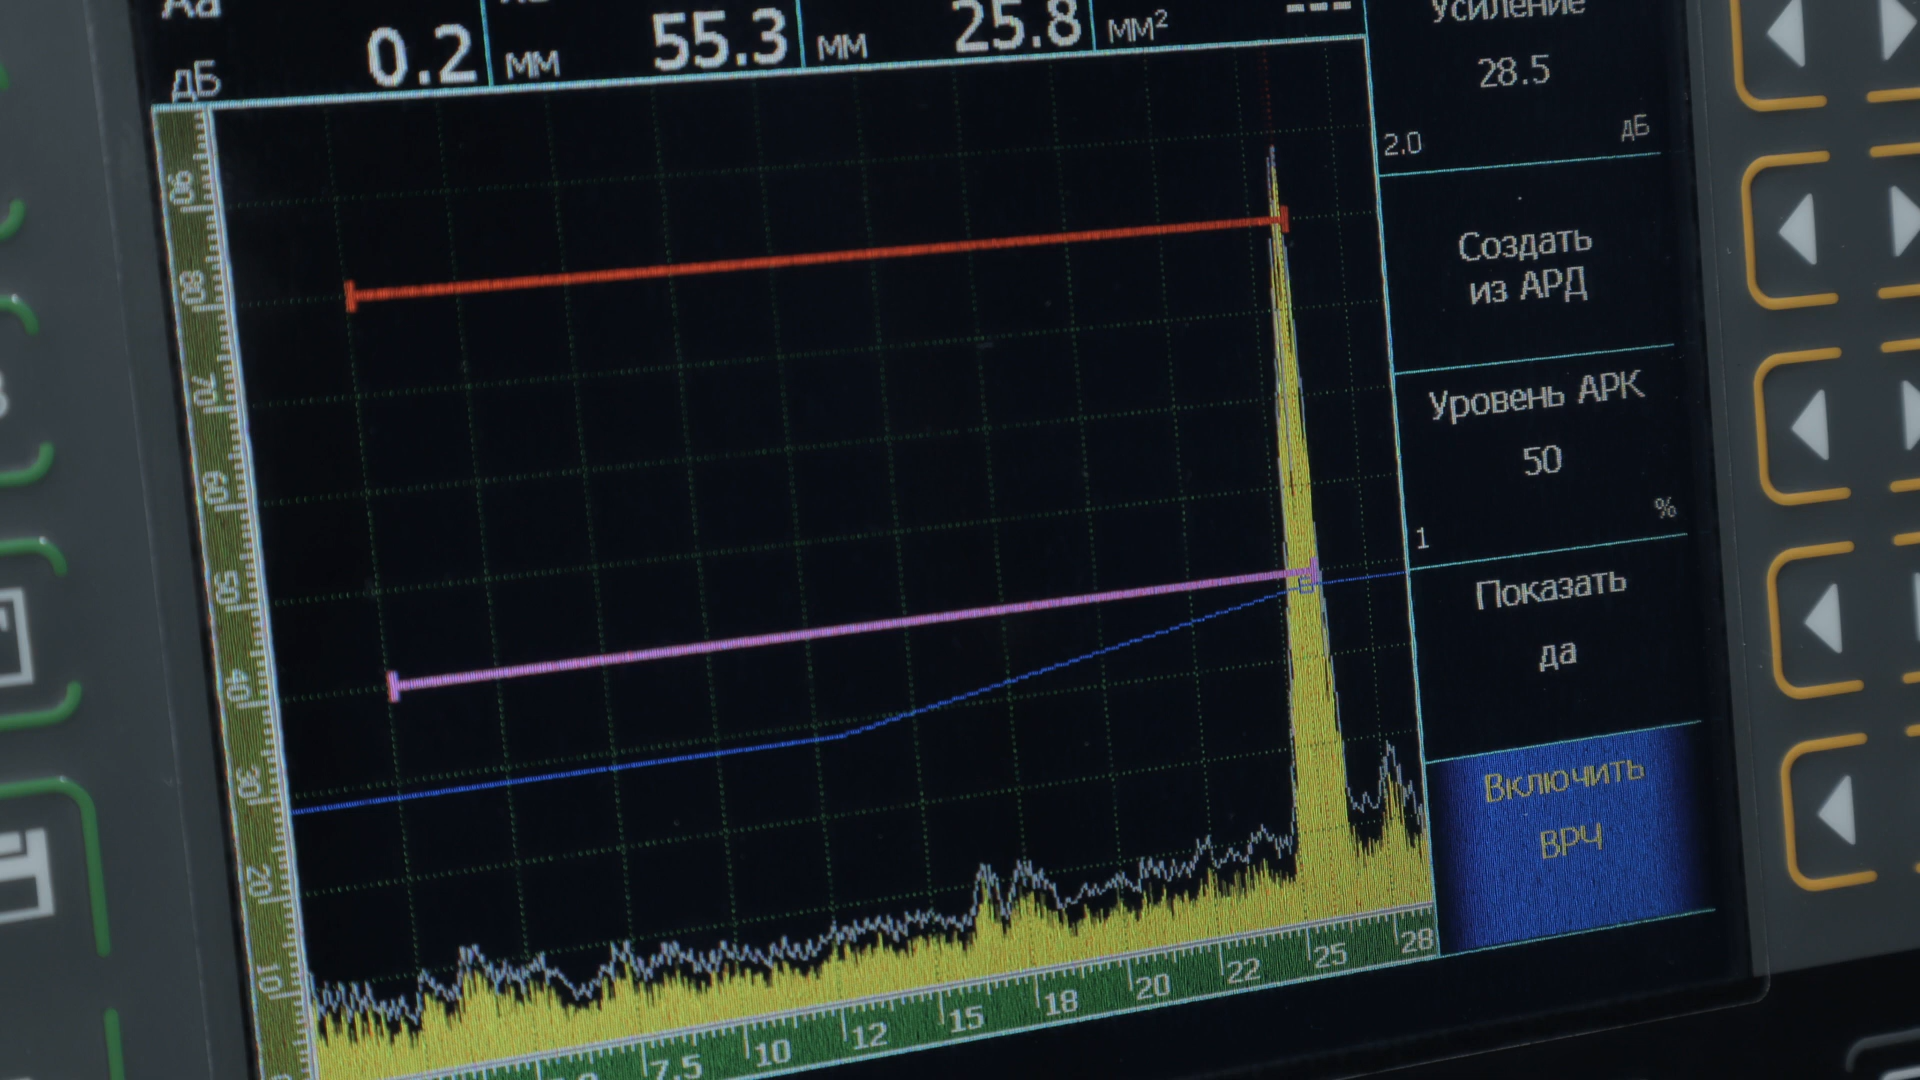 Аа
дБ
0.2
мм
55.3
мм
25.8
мм²
---
Усиление
28.5
2.0
дБ
Создать
из АРД
Уровень АРК
50
%
1
Показать
да
Включить
ВРЧ
90
80
70
60
50
40
30
20
10
7.5
10
12
15
18
20
22
25
28